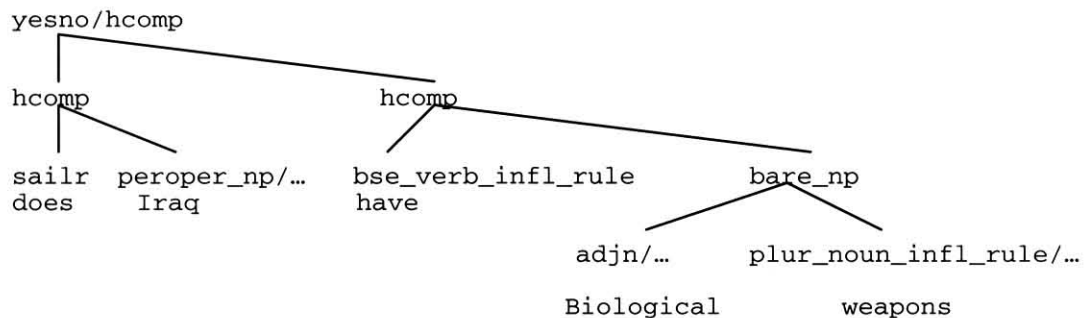 yesno/hcomp
hcomp hcomp
sailr peroper_np/… bse_verb_infl_rule bare_np
does Iraq have
adjn/… plur_noun_infl_rule/…
Biological weapons